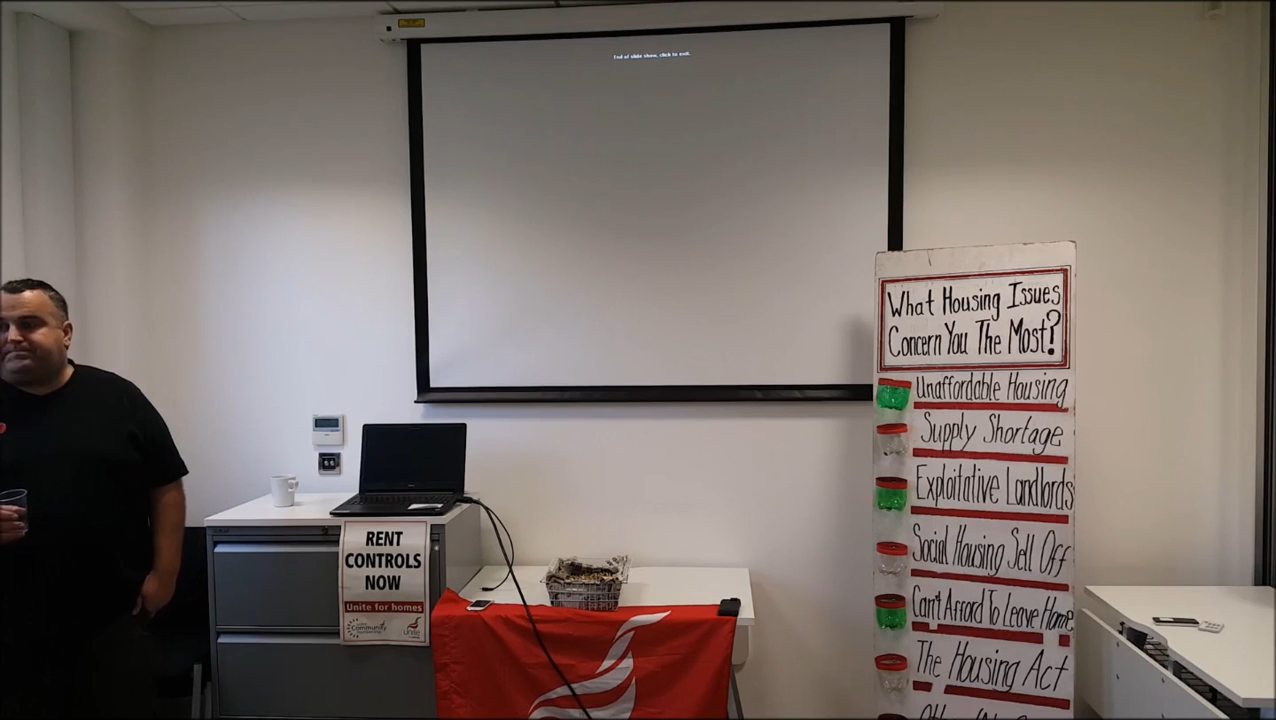 End of slide show, click to exit.
What Housing Issues
Concern You The Most?
Unaffordable Housing
Supply Shortage
Exploitative Landlords
Social Housing Sell Off
Can't Afford To Leave Home
The Housing Act
RENT
CONTROLS
NOW
Unite for homes
Community
unite